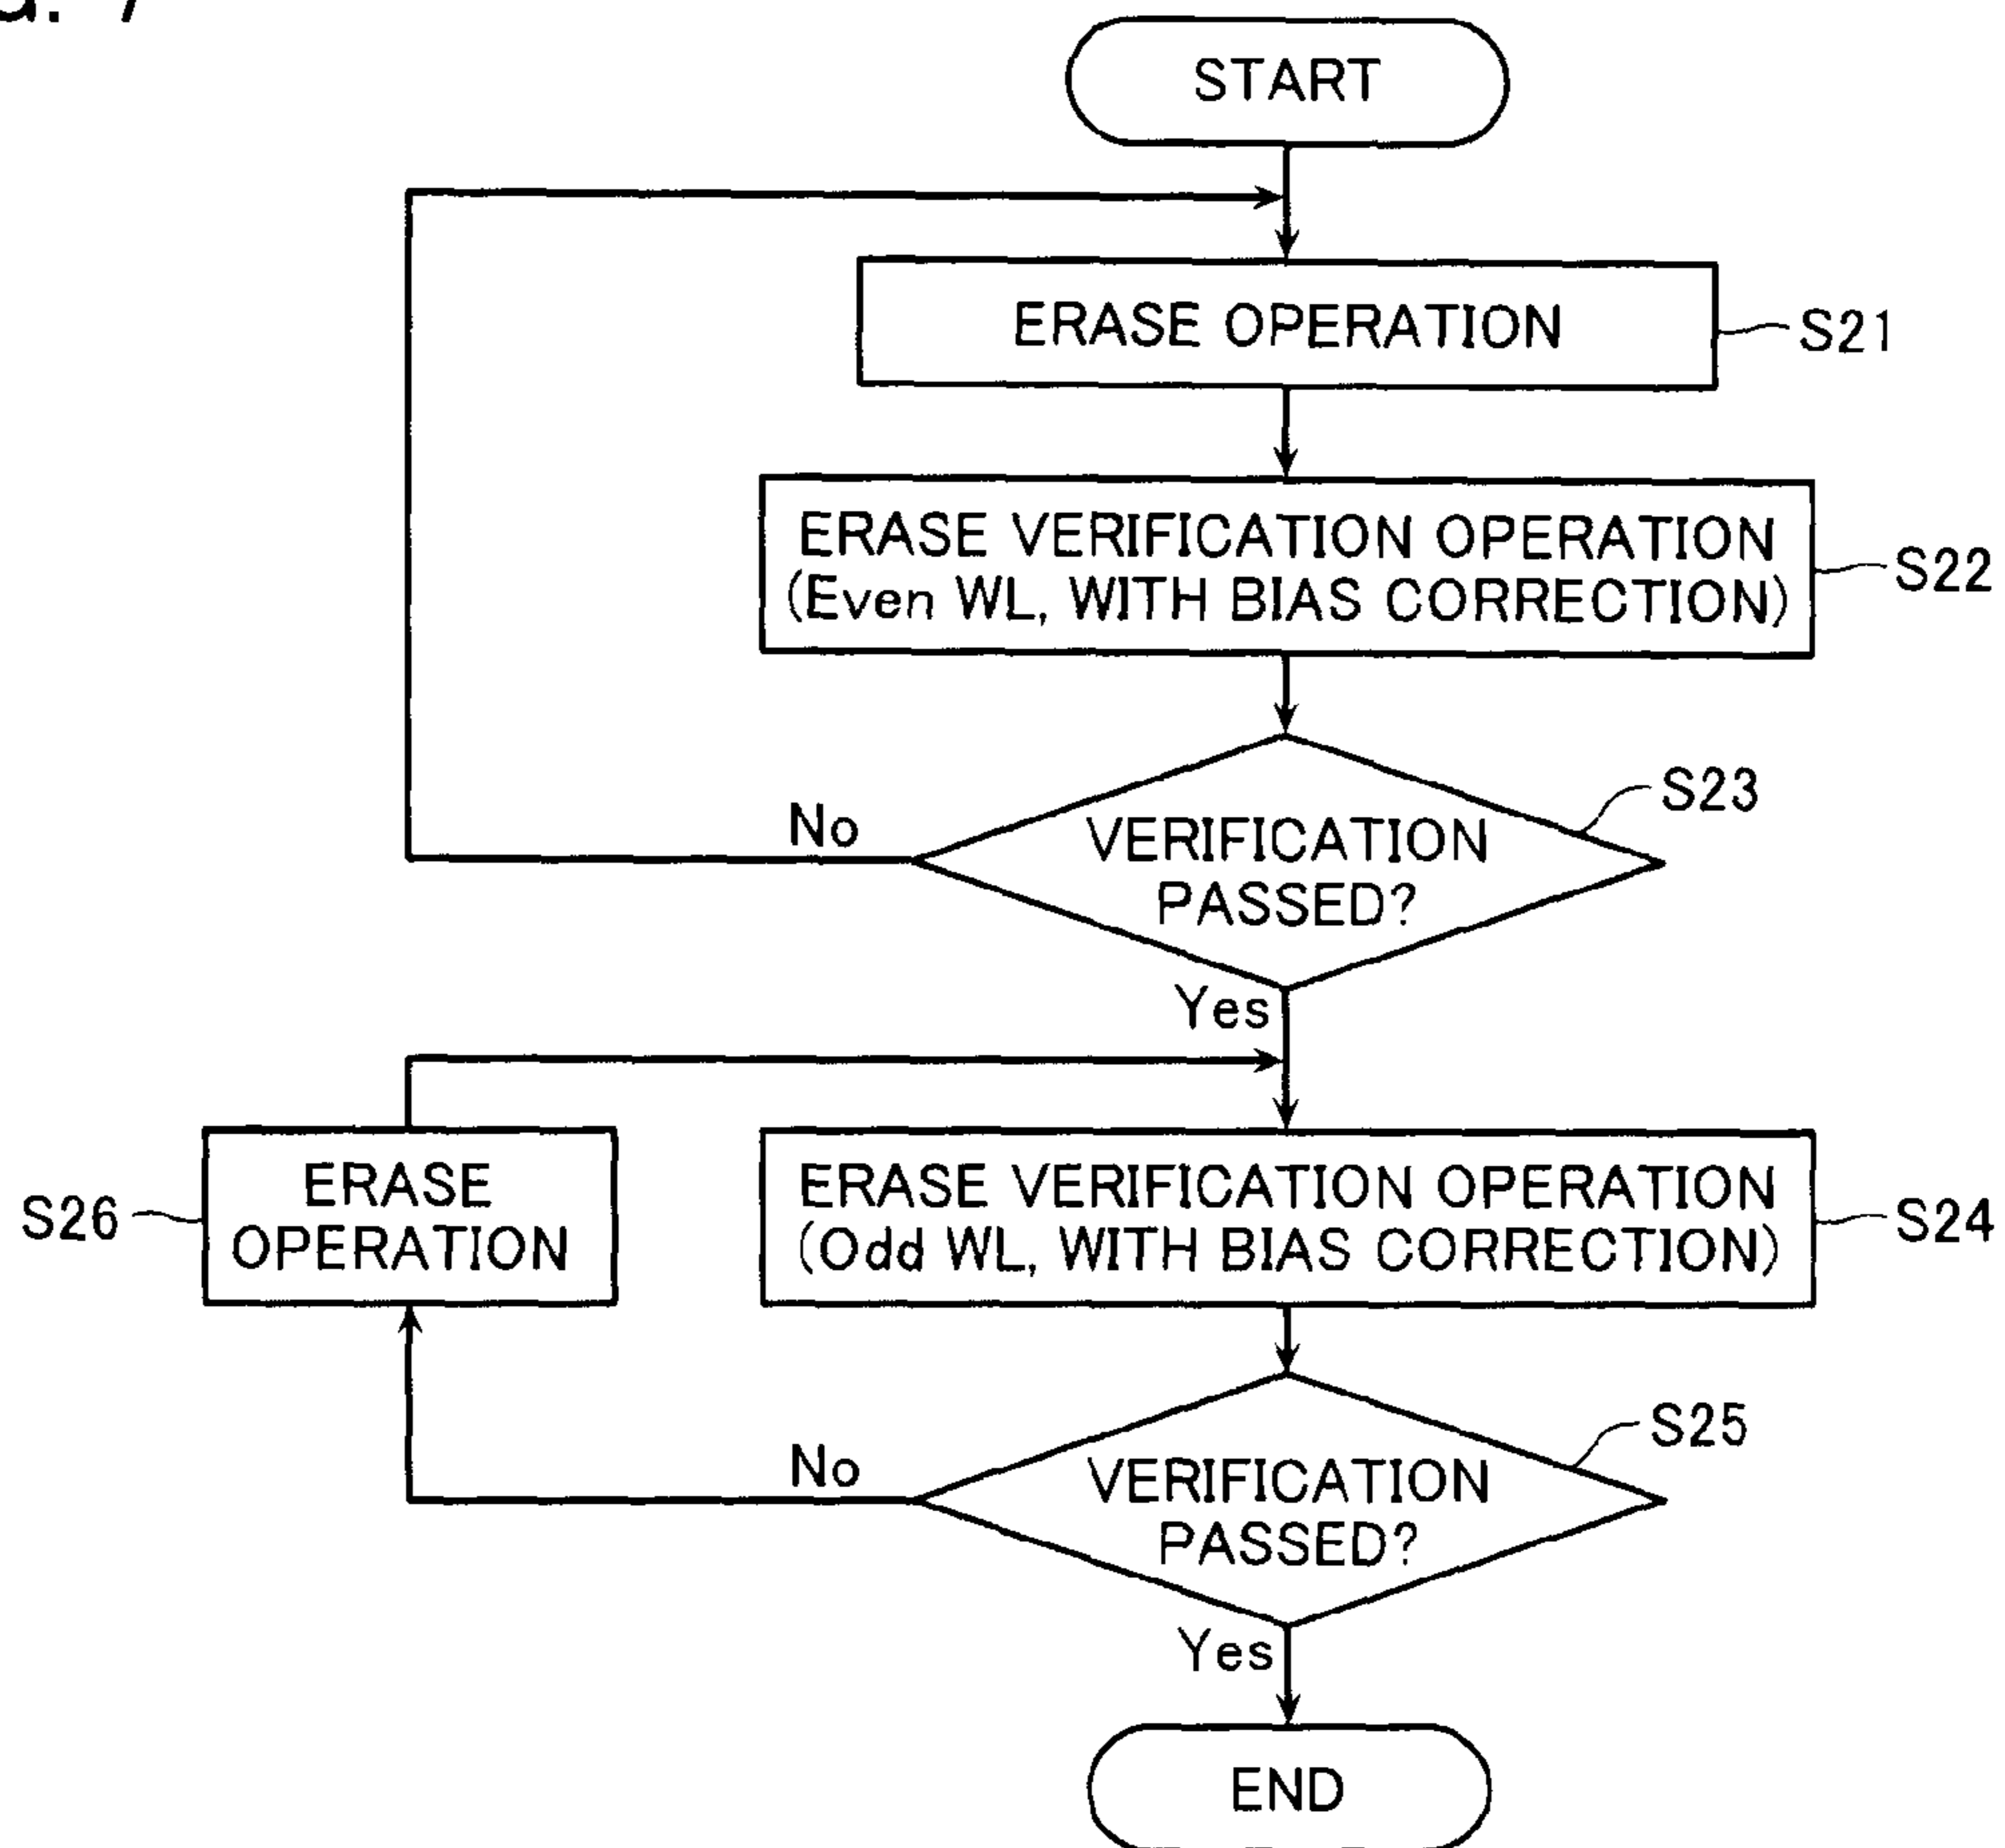 START
ERASE OPERATION
S21
ERASE VERIFICATION OPERATION
(Even WL, WITH BIAS CORRECTION)
S22
S23
No
VERIFICATION
PASSED?
Yes
ERASE
OPERATION
S26
ERASE VERIFICATION OPERATION
(Odd WL, WITH BIAS CORRECTION)
S24
S25
No
VERIFICATION
PASSED?
Yes
END